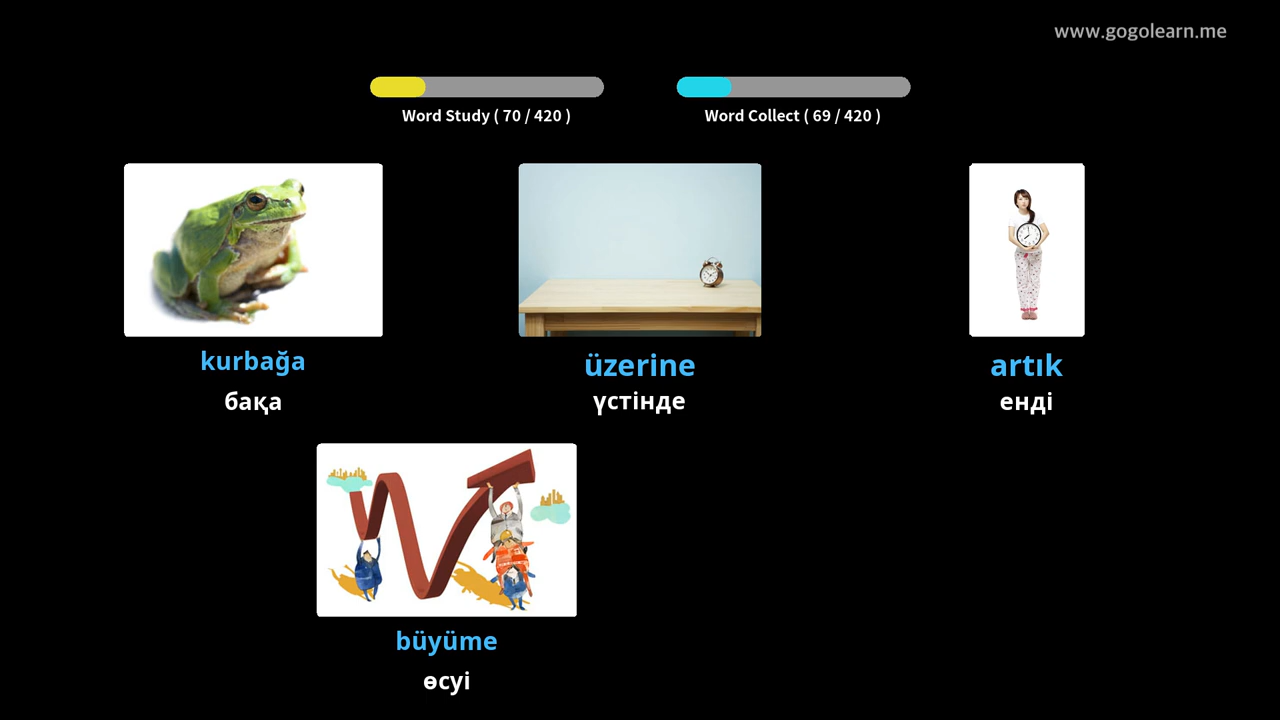 www.gogolearn.me
Word Study ( 70 / 420 )
Word Collect ( 69 / 420 )
kurbağa
бақа
üzerine
үстінде
artık
енді
büyüme
өсуі